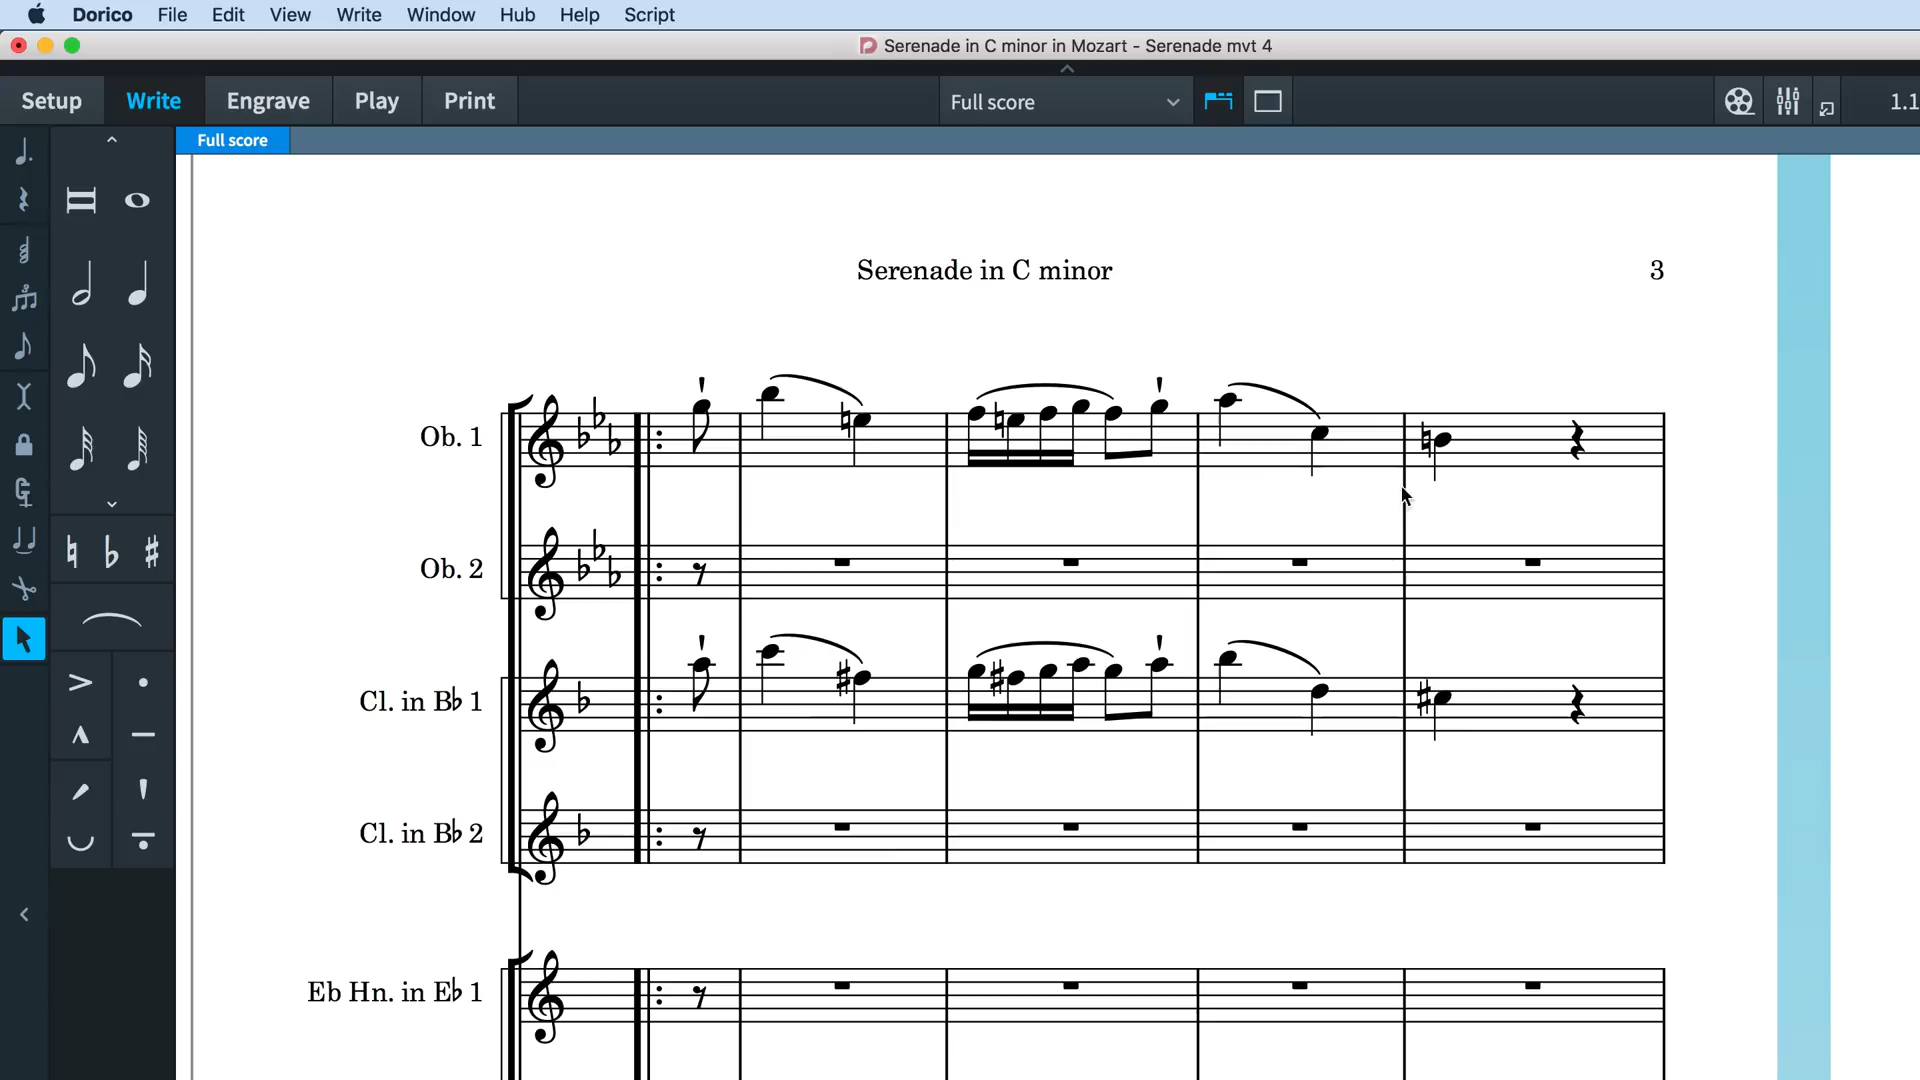 Dorico File Edit View Write Window Hub Help Script
Serenade in C minor in Mozart - Serenade mvt 4
Setup Write Engrave Play Print Full score 1.1
Full score
Serenade in C minor 3
Ob. 1
Ob. 2
Cl. in B♭ 1
Cl. in B♭ 2
Eb Hn. in E♭ 1